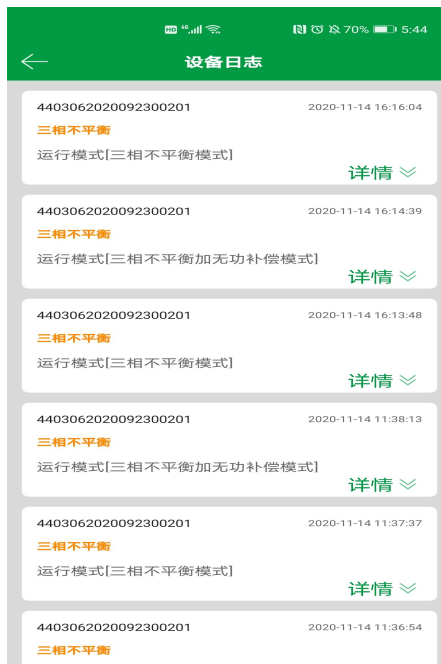 HD 4G 70% 5:44
设备日志
4403062020092300201 2020-11-14 16:16:04
三相不平衡
运行模式[三相不平衡模式]
详情
4403062020092300201 2020-11-14 16:14:39
三相不平衡
运行模式[三相不平衡加无功补偿模式]
详情
4403062020092300201 2020-11-14 16:13:48
三相不平衡
运行模式[三相不平衡模式]
详情
4403062020092300201 2020-11-14 11:38:13
三相不平衡
运行模式[三相不平衡加无功补偿模式]
详情
4403062020092300201 2020-11-14 11:37:37
三相不平衡
运行模式[三相不平衡模式]
详情
4403062020092300201 2020-11-14 11:36:54
三相不平衡